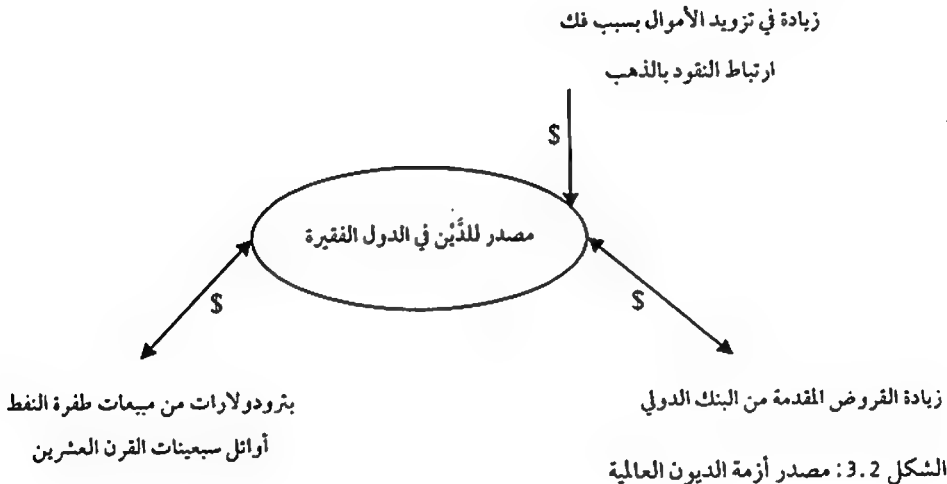 زيادة في تزويد الأموال بسبب فك
ارتباط النقود بالذهب
$
مصدر للدَّيْن في الدول الفقيرة
$
$
زيادة القروض المقدمة من البنك الدولي
بترودولارات من مبيعات طفرة النفط
أوائل سبعينات القرن العشرين
الشكل 3.2: مصدر أزمة الديون العالمية